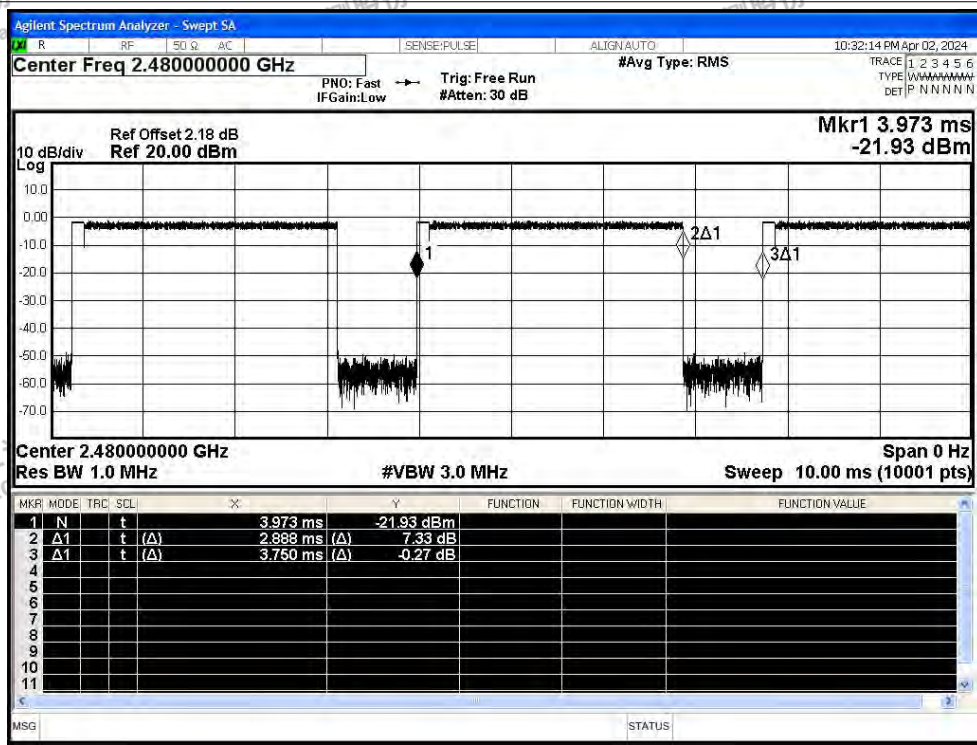 Agilent Spectrum Analyzer - Swept SA
R RF 50 Ω AC SENSE:PULSE ALIGN AUTO 10:32:14 PM Apr 02, 2024
Center Freq 2.480000000 GHz #Avg Type: RMS TRACE 1 2 3 4 5 6
PNO: Fast Trig: Free Run TYPE WWWWWW
IFGain:Low #Atten: 30 dB DET P N N N N N
Mkr1 3.973 ms
Ref Offset 2.18 dB
10 dB/div Ref 20.00 dBm -21.93 dBm
Log
10.0
0.00
2Δ1
-10.0
1 3Δ1
-20.0
-30.0
-40.0
-50.0
-60.0
-70.0
Center 2.480000000 GHz Span 0 Hz
Res BW 1.0 MHz #VBW 3.0 MHz Sweep 10.00 ms (10001 pts)
MKR MODE TRC SCL X Y FUNCTION FUNCTION WIDTH FUNCTION VALUE
1 N t 3.973 ms -21.93 dBm
2 Δ1 t (Δ) 2.888 ms (Δ) 7.33 dB
3 Δ1 t (Δ) 3.750 ms (Δ) -0.27 dB
4
5
6
7
8
9
10
11
MSG STATUS